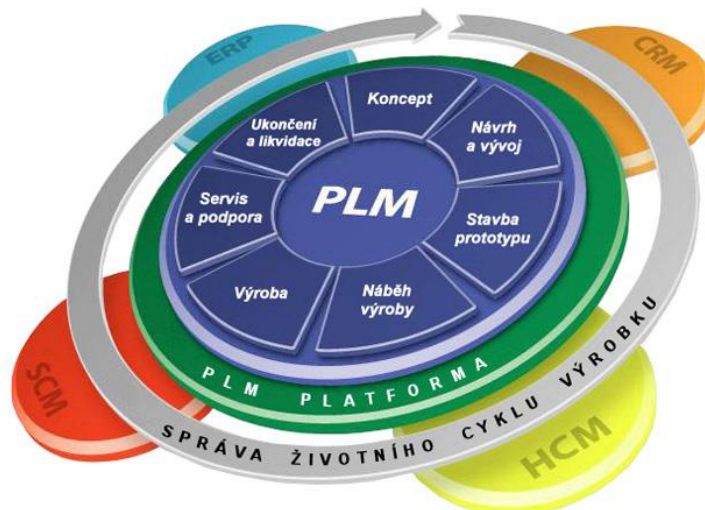 ERP
CRM
Koncept
Návrh
a vývoj
Stavba
prototypu
Náběh
výroby
Výroba
Servis
a podpora
Ukončení
a likvidace
PLM
PLM PLATFORMA
SPRÁVA ŽIVOTNÍHO CYKLU VÝROBKU
SCM
HCM